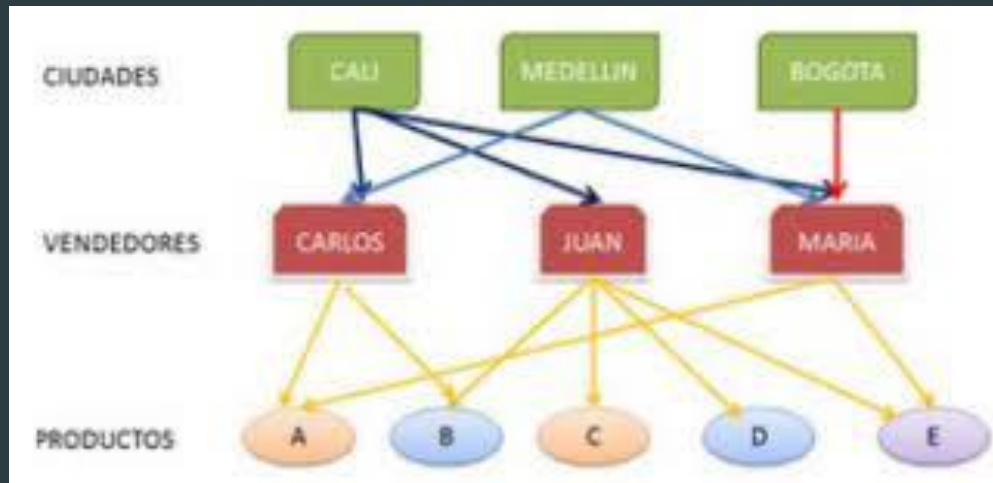 CIUDADES CALI MEDELLIN BOGOTA
VENDEDORES CARLOS JUAN MARIA
PRODUCTOS A B C D E